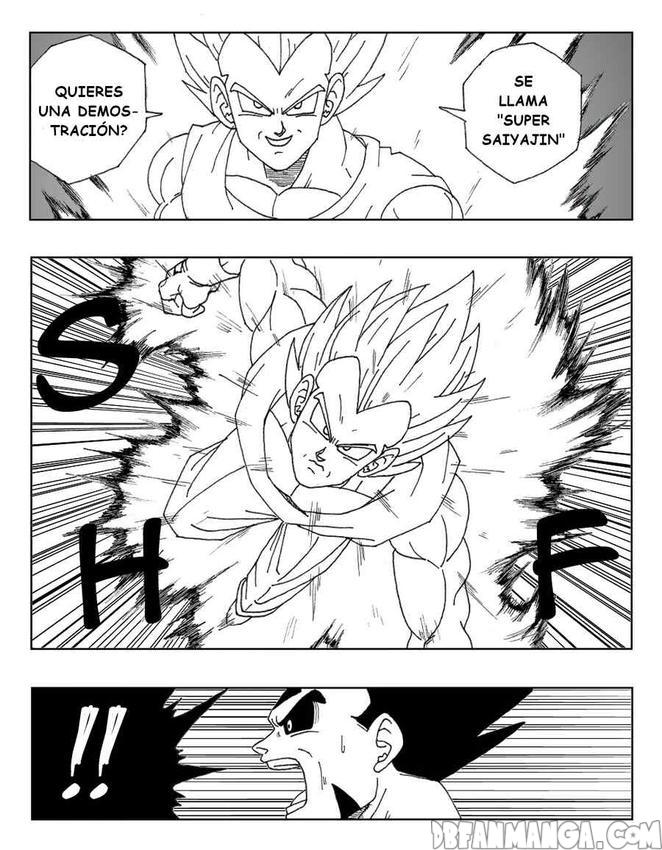 SE
LLAMA
"SUPER
SAIYAJIN"
QUIERES
UNA DEMOS-
TRACIÓN?
S
H
F
!!
DBFANMANGA.COM